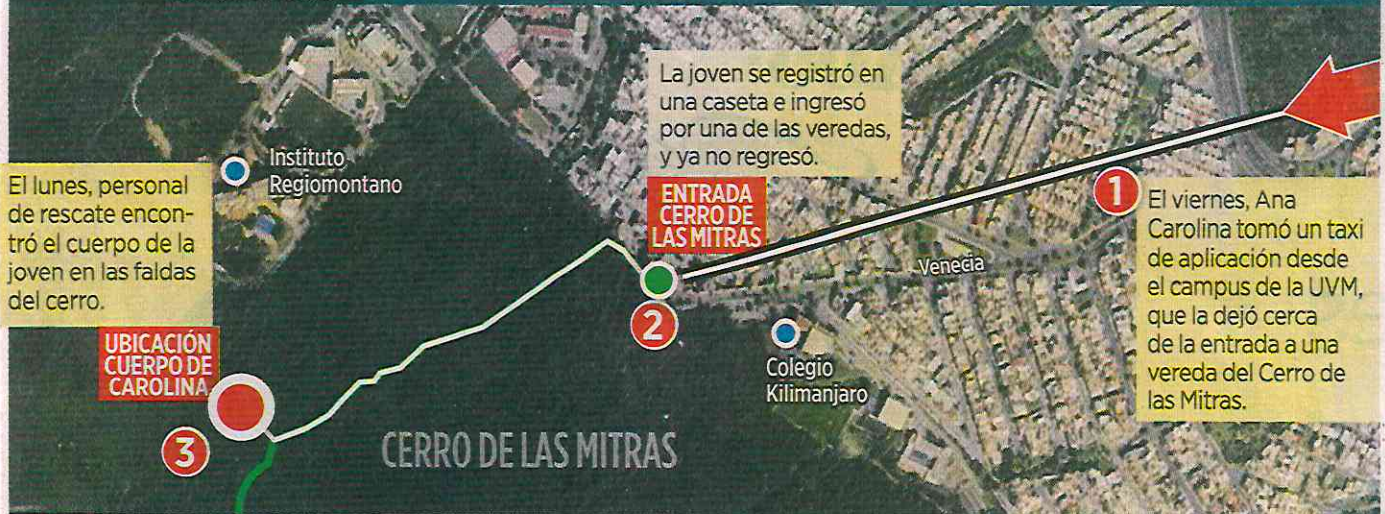 La joven se registró en
una caseta e ingresó
por una de las veredas,
y ya no regresó.
Instituto
Regiomontano
El lunes, personal
de rescate encon-
tró el cuerpo de la
joven en las faldas
del cerro.
ENTRADA
CERRO DE
LAS MITRAS
1
El viernes, Ana
Carolina tomó un taxi
de aplicación desde
el campus de la UVM,
que la dejó cerca
de la entrada a una
vereda del Cerro de
las Mitras.
Venecia
2
UBICACIÓN
CUERPO DE
CAROLINA
Colegio
Kilimanjaro
3
CERRO DE LAS MITRAS